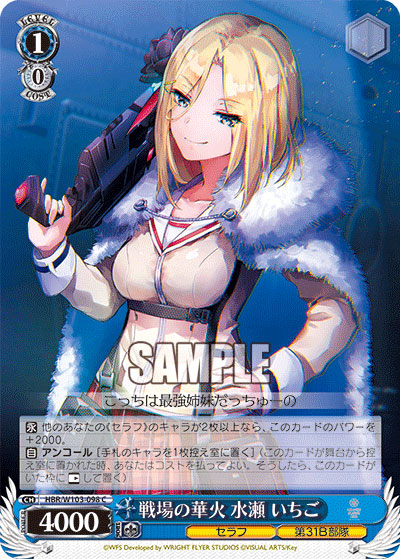 LEVEL
1
0
COST
SAMPLE
こっちは最強姉妹だっちゅーの
永 他のあなたの《セラフ》のキャラが2枚以上なら、このカードのパワーを
+2000。
自 アンコール ［手札のキャラを1枚控え室に置く］ (このカードが舞台から控
え室に置かれた時、あなたはコストを払ってよい。そうしたら、このカードが
いた枠にレストして置く)
CH HBR/W103-098 C
4000
戦場の華火 水瀬 いちご
セラフ
第31B部隊
©WFS Developed by WRIGHT FLYER STUDIOS ©VISUAL ARTS/Key